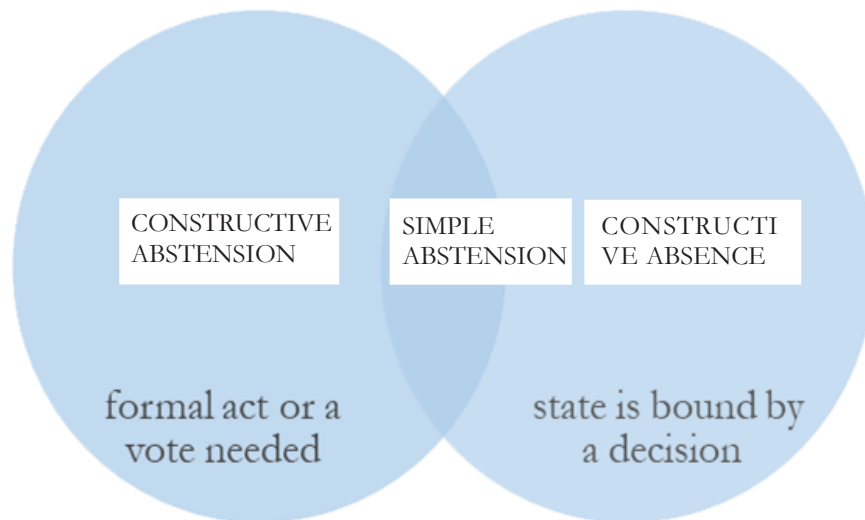 CONSTRUCTIVE
ABSTENSION
SIMPLE
ABSTENSION
CONSTRUCTI
VE ABSENCE
formal act or a
vote needed
state is bound by
a decision